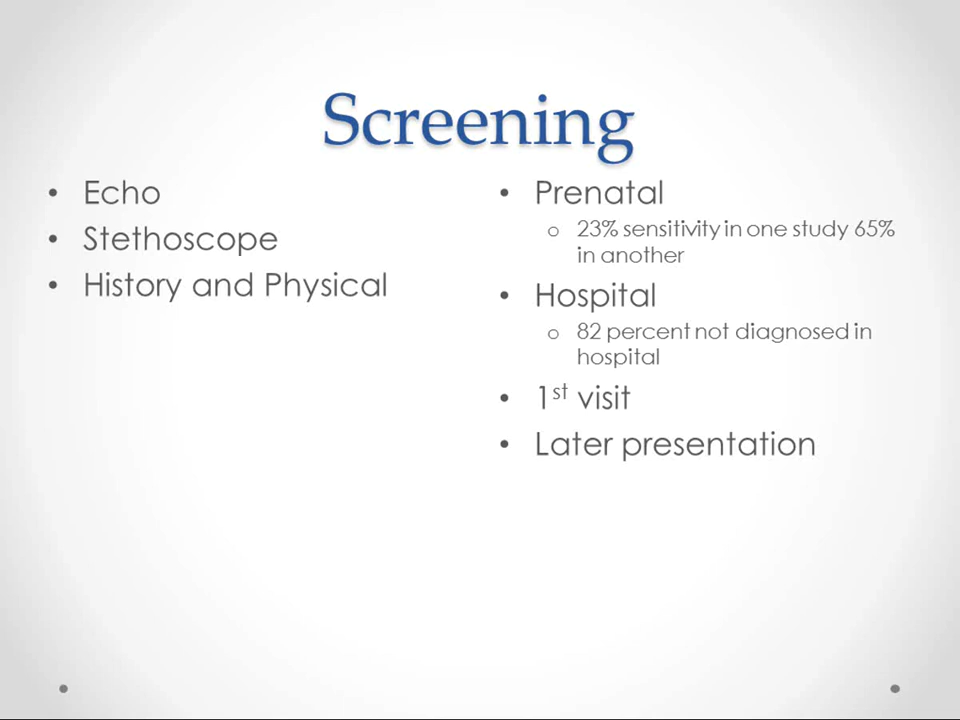 Screening
• Echo
• Stethoscope
• History and Physical
• Prenatal
o 23% sensitivity in one study 65%
in another
• Hospital
o 82 percent not diagnosed in
hospital
• 1st visit
• Later presentation